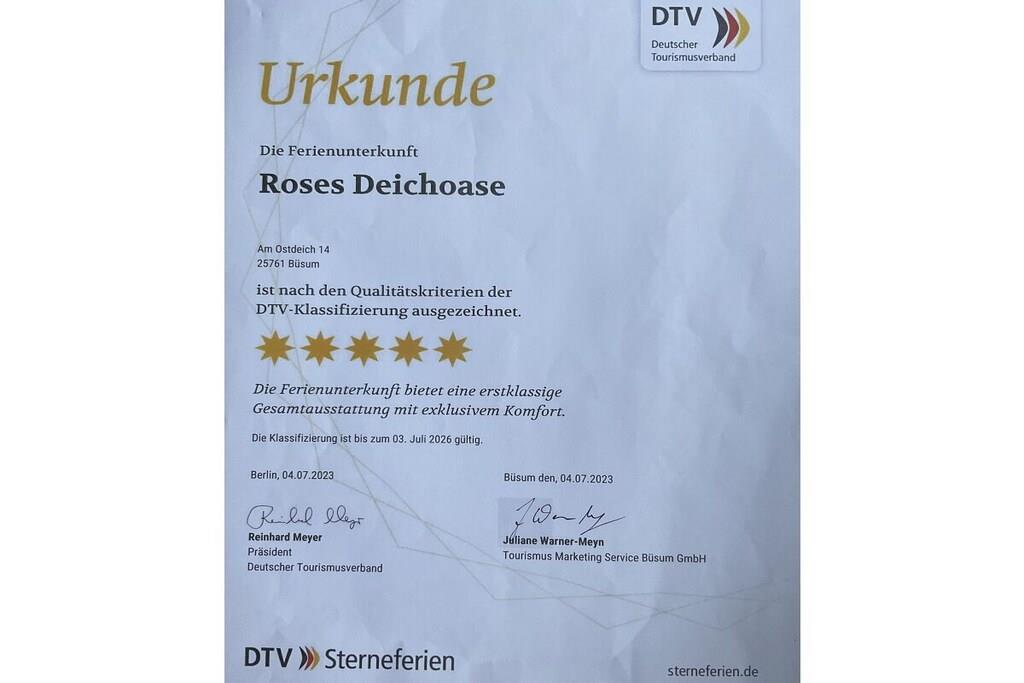 DTV
Deutscher
Tourismusverband
Urkunde
Die Ferienunterkunft
Roses Deichoase
Am Ostdeich 14
25761 Büsum
ist nach den Qualitätskriterien der
DTV-Klassifizierung ausgezeichnet.
Die Ferienunterkunft bietet eine erstklassige
Gesamtausstattung mit exklusivem Komfort.
Die Klassifizierung ist bis zum 03. Juli 2026 gültig.
Berlin, 04.07.2023
Büsum den, 04.07.2023
Reinhard Meyer
Reinhard Meyer
Präsident
Deutscher Tourismusverband
Juliane Warner-Meyn
Tourismus Marketing Service Büsum GmbH
DTV Sterneferien
sterneferien.de